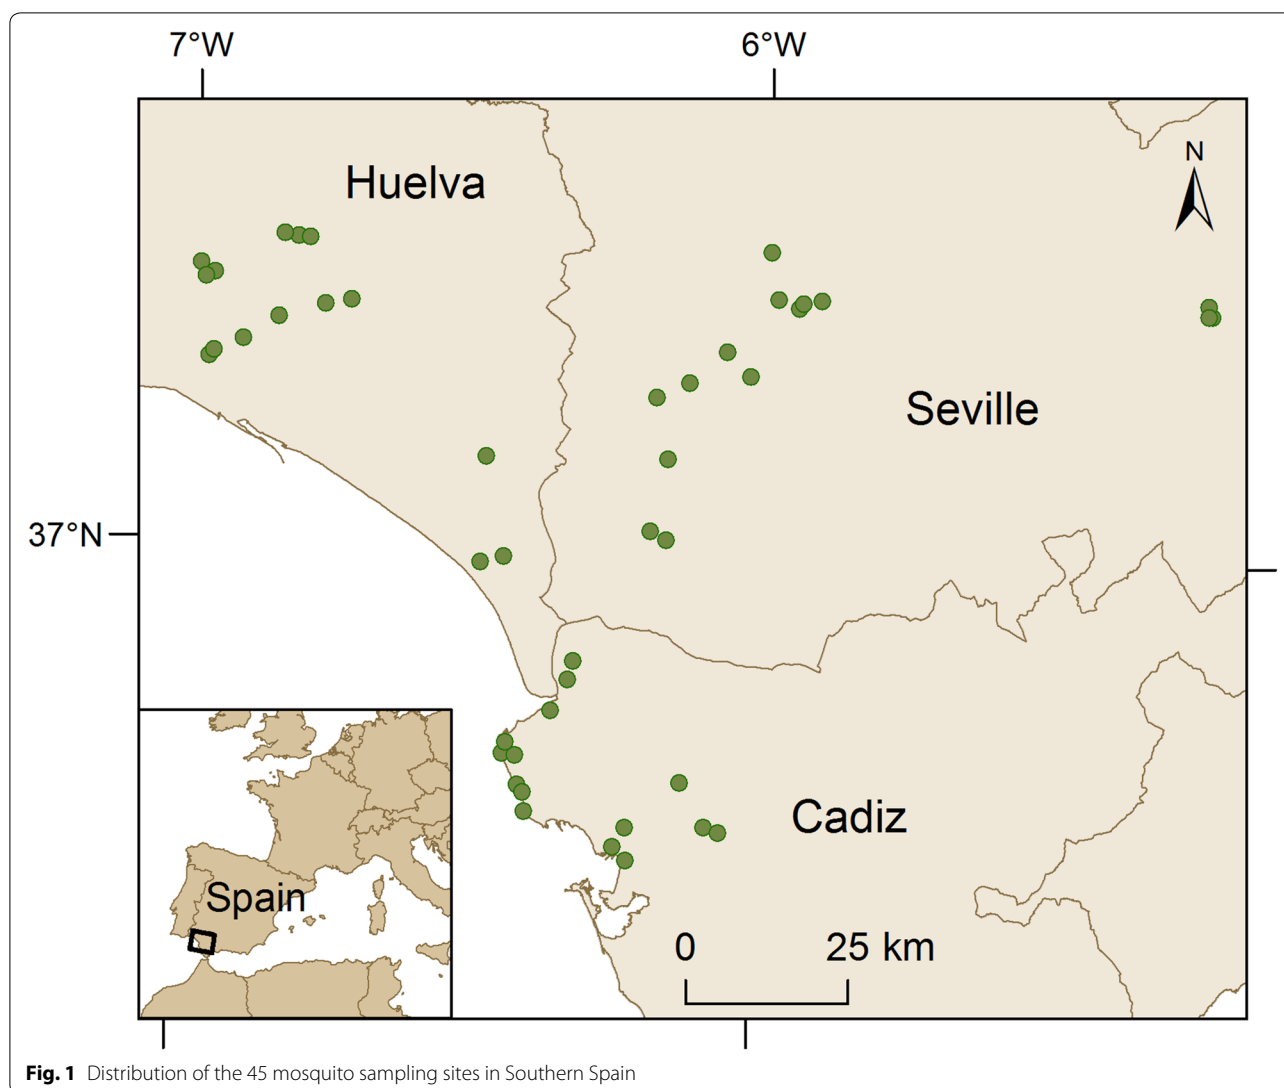 7°W 6°W
N
Huelva
Seville
37°N
Cadiz
Spain
0 25 km
Fig. 1 Distribution of the 45 mosquito sampling sites in Southern Spain